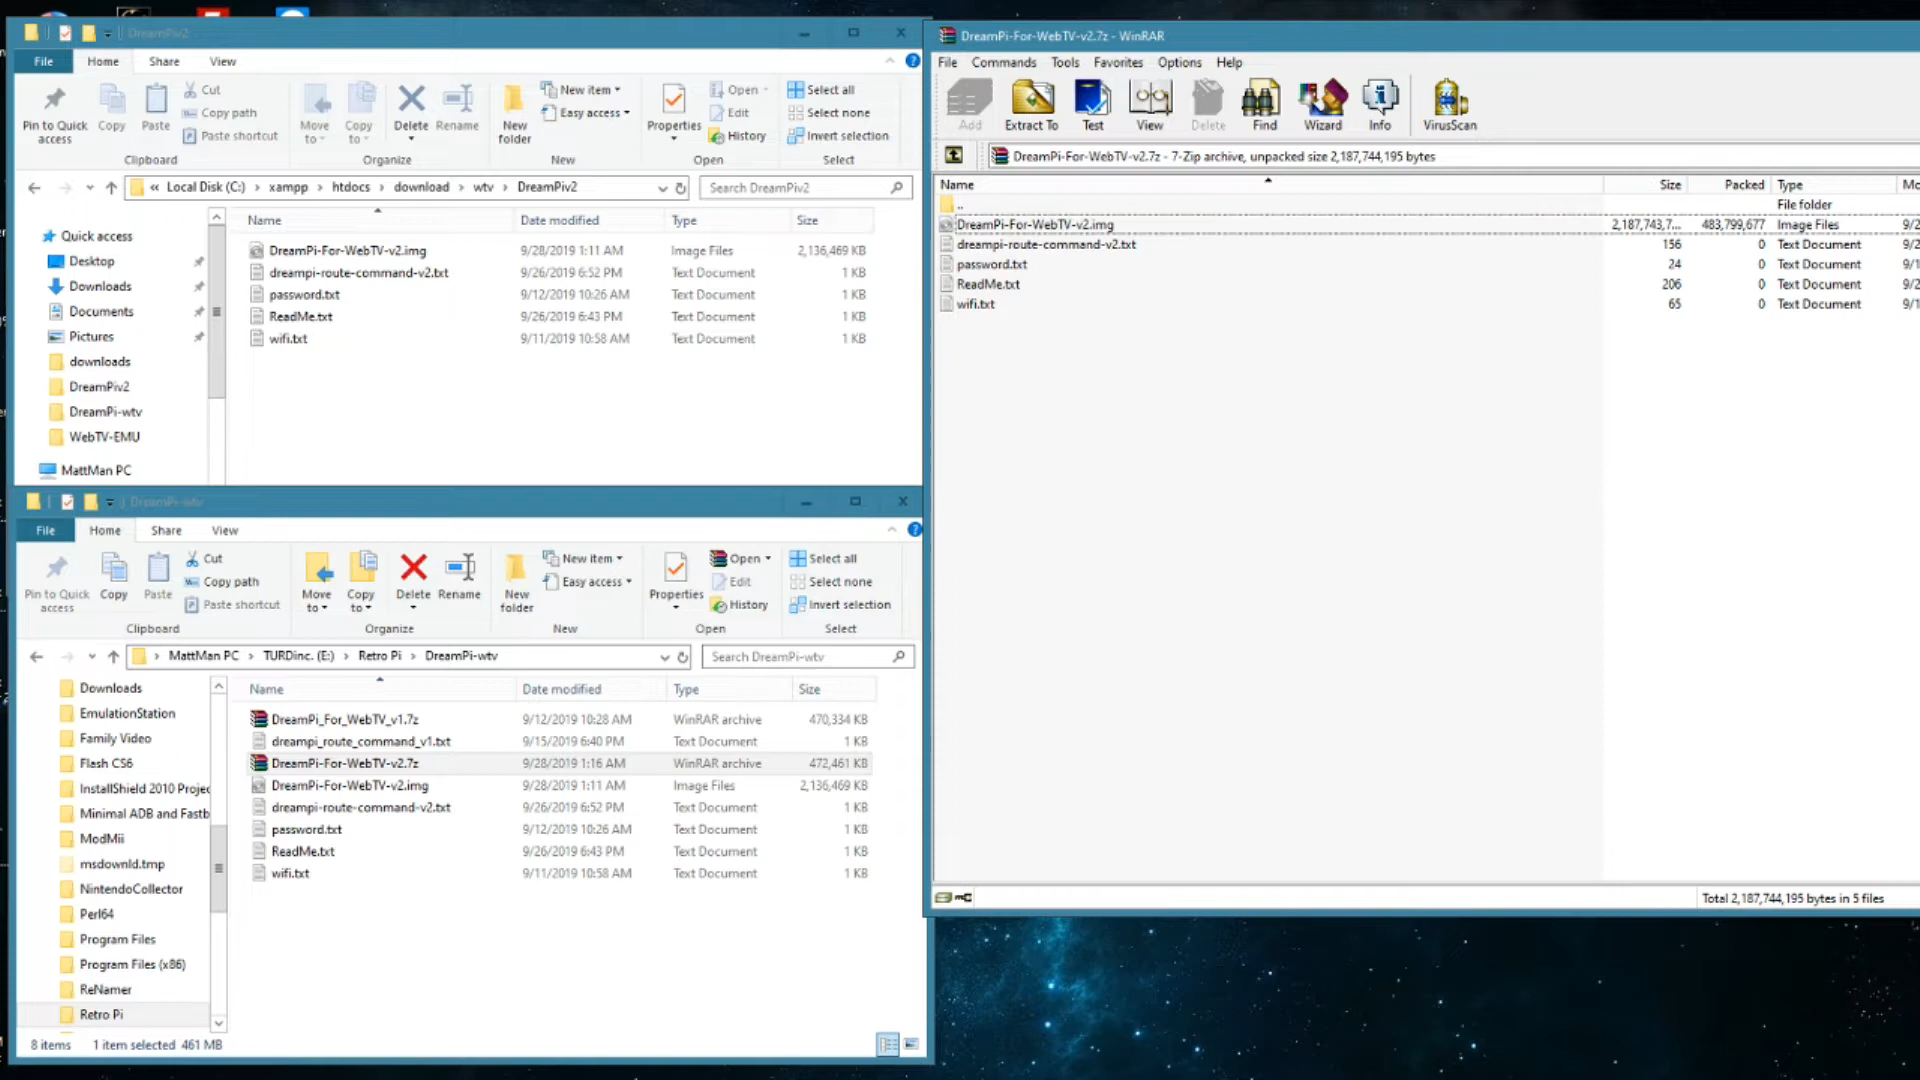 DreamPiv2
File Home Share View
Pin to Quick access
Copy
Paste
Cut
Copy path
Paste shortcut
Clipboard
Move to
Copy to
Delete
Rename
Organize
New folder
New item
Easy access
New
Properties
Open
Edit
History
Open
Select all
Select none
Invert selection
Select
« Local Disk (C:) > xampp > htdocs > download > wtv > DreamPiv2
Search DreamPiv2
Quick access
Desktop
Downloads
Documents
Pictures
downloads
DreamPiv2
DreamPi-wtv
WebTV-EMU
MattMan PC
Name Date modified Type Size
DreamPi-For-WebTV-v2.img 9/28/2019 1:11 AM Image Files 2,136,469 KB
dreampi-route-command-v2.txt 9/26/2019 6:52 PM Text Document 1 KB
password.txt 9/12/2019 10:26 AM Text Document 1 KB
ReadMe.txt 9/26/2019 6:43 PM Text Document 1 KB
wifi.txt 9/11/2019 10:58 AM Text Document 1 KB
DreamPi-wtv
File Home Share View
Pin to Quick access
Copy
Paste
Cut
Copy path
Paste shortcut
Clipboard
Move to
Copy to
Delete
Rename
Organize
New folder
New item
Easy access
New
Properties
Open
Edit
History
Open
Select all
Select none
Invert selection
Select
> MattMan PC > TURDinc. (E:) > Retro Pi > DreamPi-wtv
Search DreamPi-wtv
Downloads
EmulationStation
Family Video
Flash CS6
InstallShield 2010 Projec
Minimal ADB and Fastb
ModMii
msdownld.tmp
NintendoCollector
Perl64
Program Files
Program Files (x86)
ReNamer
Retro Pi
Name Date modified Type Size
DreamPi_For_WebTV_v1.7z 9/12/2019 10:28 AM WinRAR archive 470,334 KB
dreampi_route_command_v1.txt 9/15/2019 6:40 PM Text Document 1 KB
DreamPi-For-WebTV-v2.7z 9/28/2019 1:16 AM WinRAR archive 472,461 KB
DreamPi-For-WebTV-v2.img 9/28/2019 1:11 AM Image Files 2,136,469 KB
dreampi-route-command-v2.txt 9/26/2019 6:52 PM Text Document 1 KB
password.txt 9/12/2019 10:26 AM Text Document 1 KB
ReadMe.txt 9/26/2019 6:43 PM Text Document 1 KB
wifi.txt 9/11/2019 10:58 AM Text Document 1 KB
8 items 1 item selected 461 MB
DreamPi-For-WebTV-v2.7z - WinRAR
File Commands Tools Favorites Options Help
Add Extract To Test View Delete Find Wizard Info VirusScan
DreamPi-For-WebTV-v2.7z - 7-Zip archive, unpacked size 2,187,744,195 bytes
Name Size Packed Type Mo
.. File folder
DreamPi-For-WebTV-v2.img 2,187,743,7... 483,799,677 Image Files 9/2
dreampi-route-command-v2.txt 156 0 Text Document 9/2
password.txt 24 0 Text Document 9/1
ReadMe.txt 206 0 Text Document 9/2
wifi.txt 65 0 Text Document 9/1
Total 2,187,744,195 bytes in 5 files